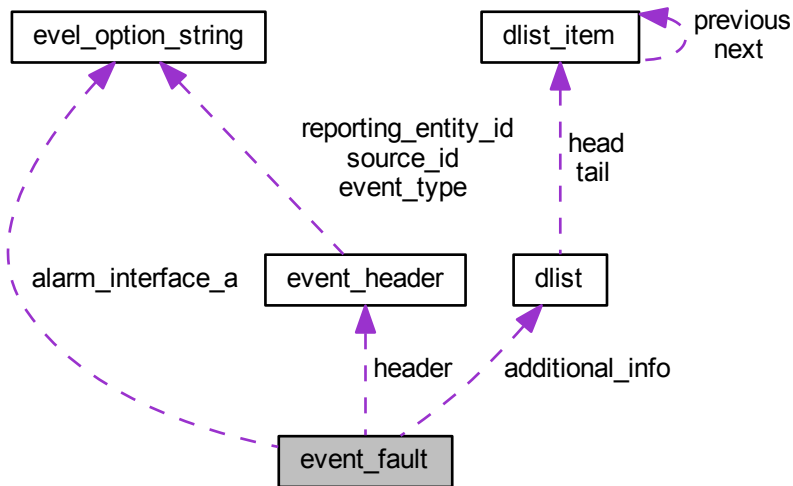 evel_option_string
dlist_item
previous
next
reporting_entity_id
source_id
event_type
head
tail
alarm_interface_a
event_header
dlist
header
additional_info
event_fault